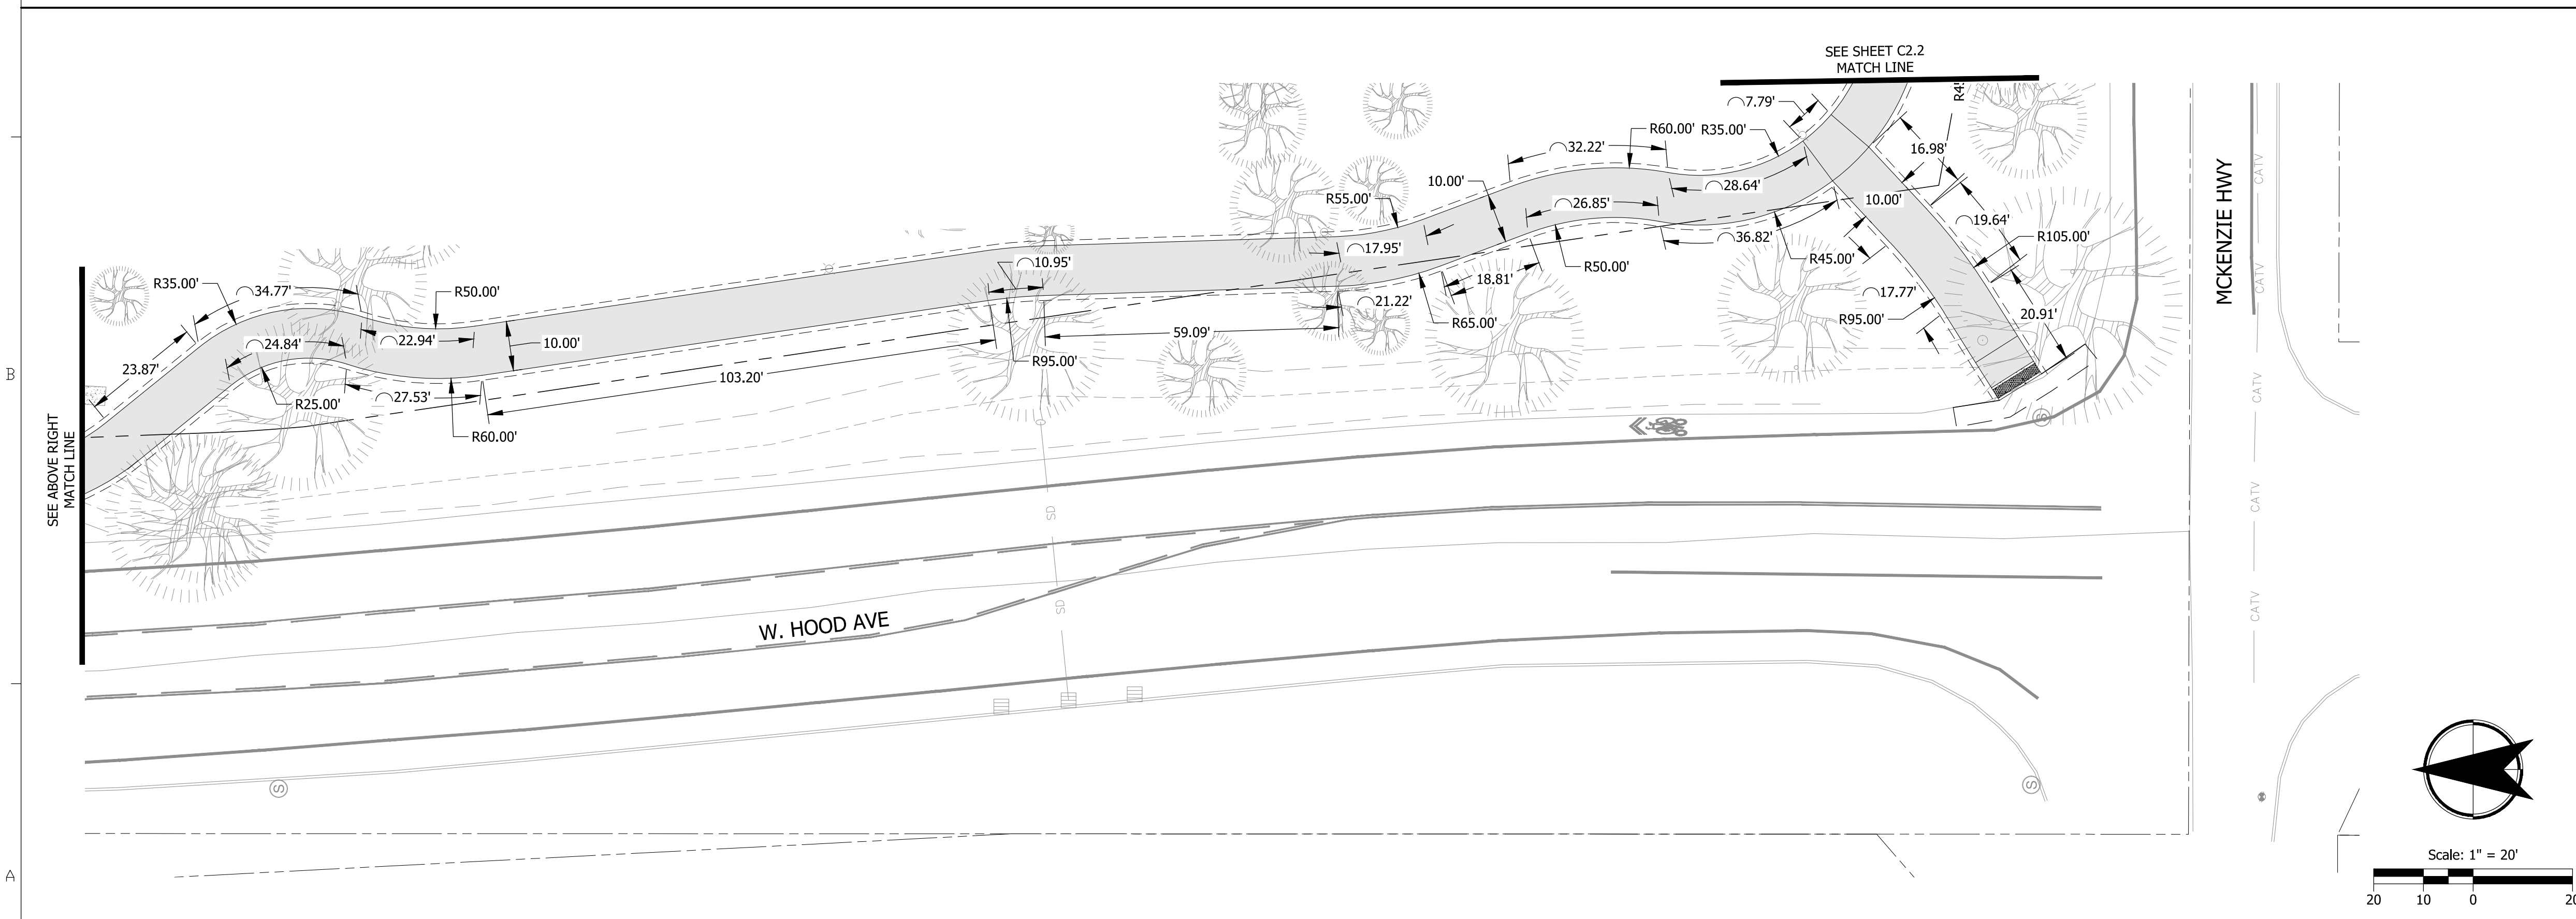 SEE SHEET C2.2
MATCH LINE
7.79'
R60.00'
R35.00'
32.22'
16.98'
28.64'
10.00'
R55.00'
26.85'
10.00'
19.64'
R105.00'
17.95'
36.82'
R50.00'
R45.00'
18.81'
21.22'
R65.00'
17.77'
R95.00'
20.91'
MCKENZIE HWY
CATV
CATV
CATV
CATV
R35.00'
34.77'
R50.00'
10.95'
24.84'
22.94'
10.00'
23.87'
59.09'
R95.00'
103.20'
R25.00'
27.53'
R60.00'
SEE ABOVE RIGHT
MATCH LINE
B
S
SD
SD
W. HOOD AVE
S
S
Scale: 1" = 20'
20 10 0 20
A